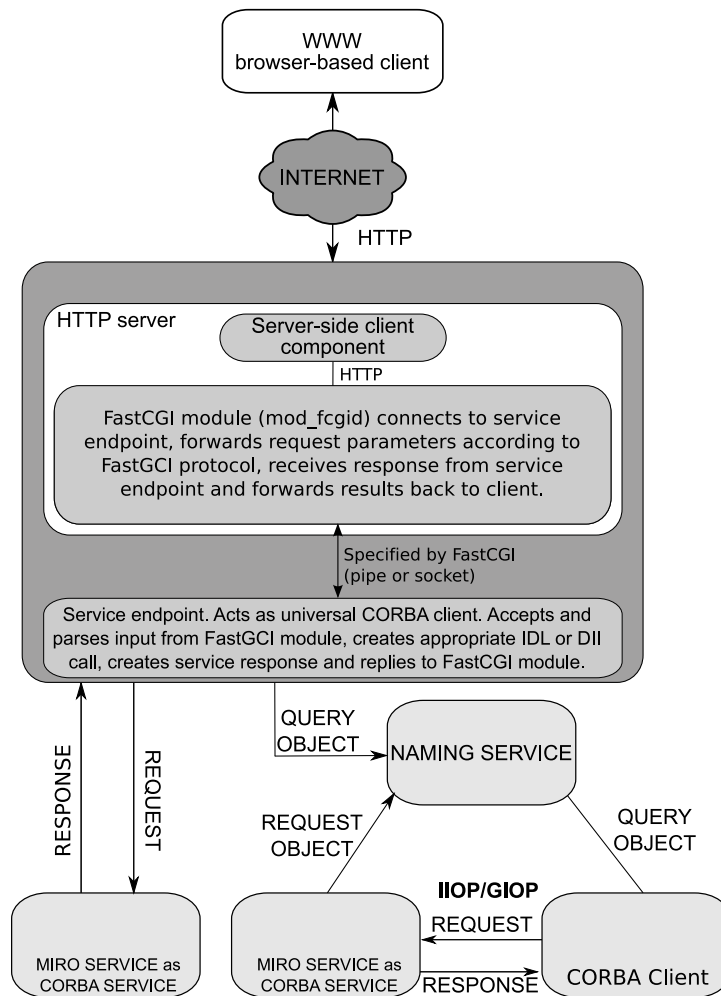 WWW
browser-based client
INTERNET
HTTP
HTTP server
Server-side client
component
HTTP
FastCGI module (mod_fcgid) connects to service
endpoint, forwards request parameters according to
FastGCI protocol, receives response from service
endpoint and forwards results back to client.
Specified by FastCGI
(pipe or socket)
Service endpoint. Acts as universal CORBA client. Accepts and
parses input from FastGCI module, creates appropriate IDL or DII
call, creates service response and replies to FastCGI module.
RESPONSE
REQUEST
QUERY
OBJECT
NAMING SERVICE
REQUEST
OBJECT
QUERY
OBJECT
IIOP/GIOP
REQUEST
RESPONSE
MIRO SERVICE as
CORBA SERVICE
MIRO SERVICE as
CORBA SERVICE
CORBA Client